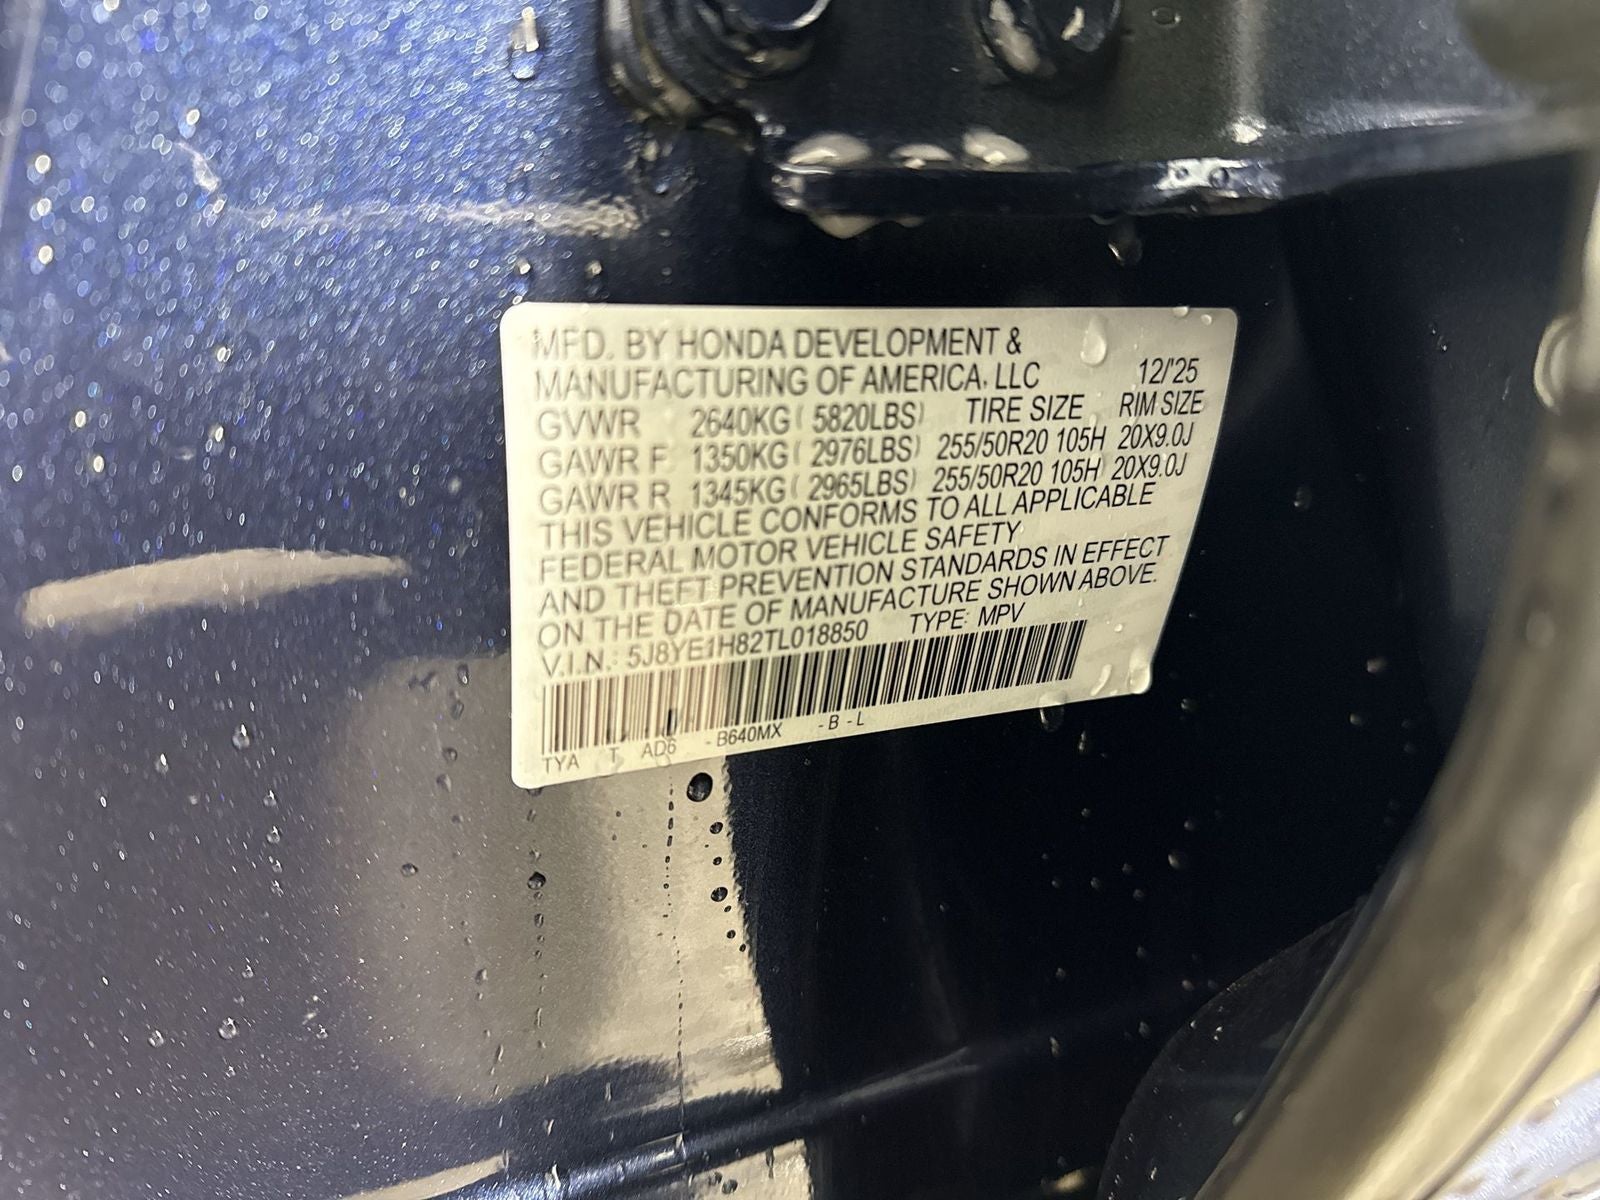 MFD. BY HONDA DEVELOPMENT &
MANUFACTURING OF AMERICA, LLC 12/'25
GVWR 2640KG ( 5820LBS) TIRE SIZE RIM SIZE
GAWR F 1350KG ( 2976LBS) 255/50R20 105H 20X9.0J
GAWR R 1345KG ( 2965LBS) 255/50R20 105H 20X9.0J
THIS VEHICLE CONFORMS TO ALL APPLICABLE
FEDERAL MOTOR VEHICLE SAFETY
AND THEFT PREVENTION STANDARDS IN EFFECT
ON THE DATE OF MANUFACTURE SHOWN ABOVE.
V.I.N.: 5J8YE1H82TL018850 TYPE: MPV
TYA T AD6 -B640MX -B-L